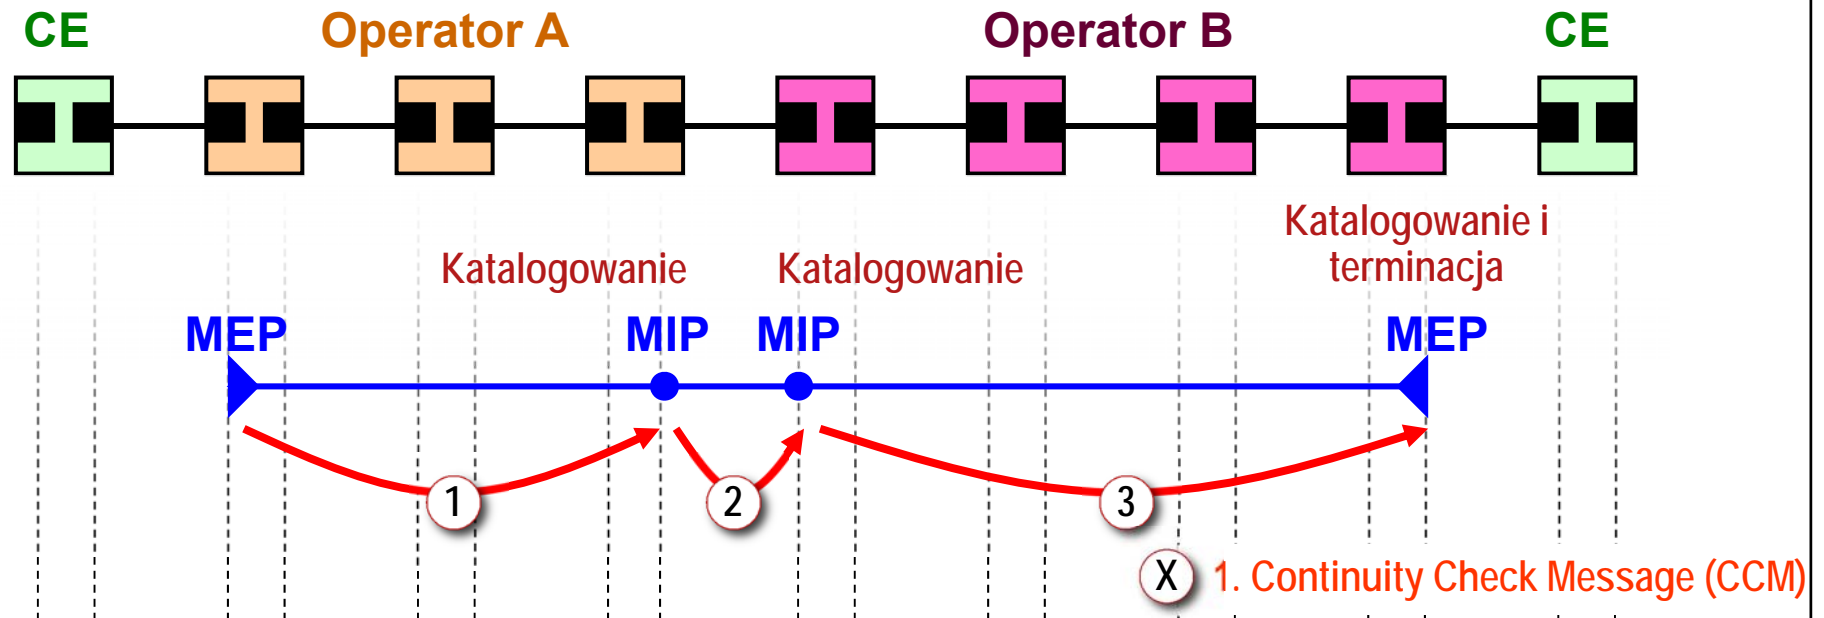 CE
Operator A
Operator B
CE
Katalogowanie
Katalogowanie
Katalogowanie i
terminacja
MEP
MIP
MIP
MEP
1
2
3
X
1. Continuity Check Message (CCM)